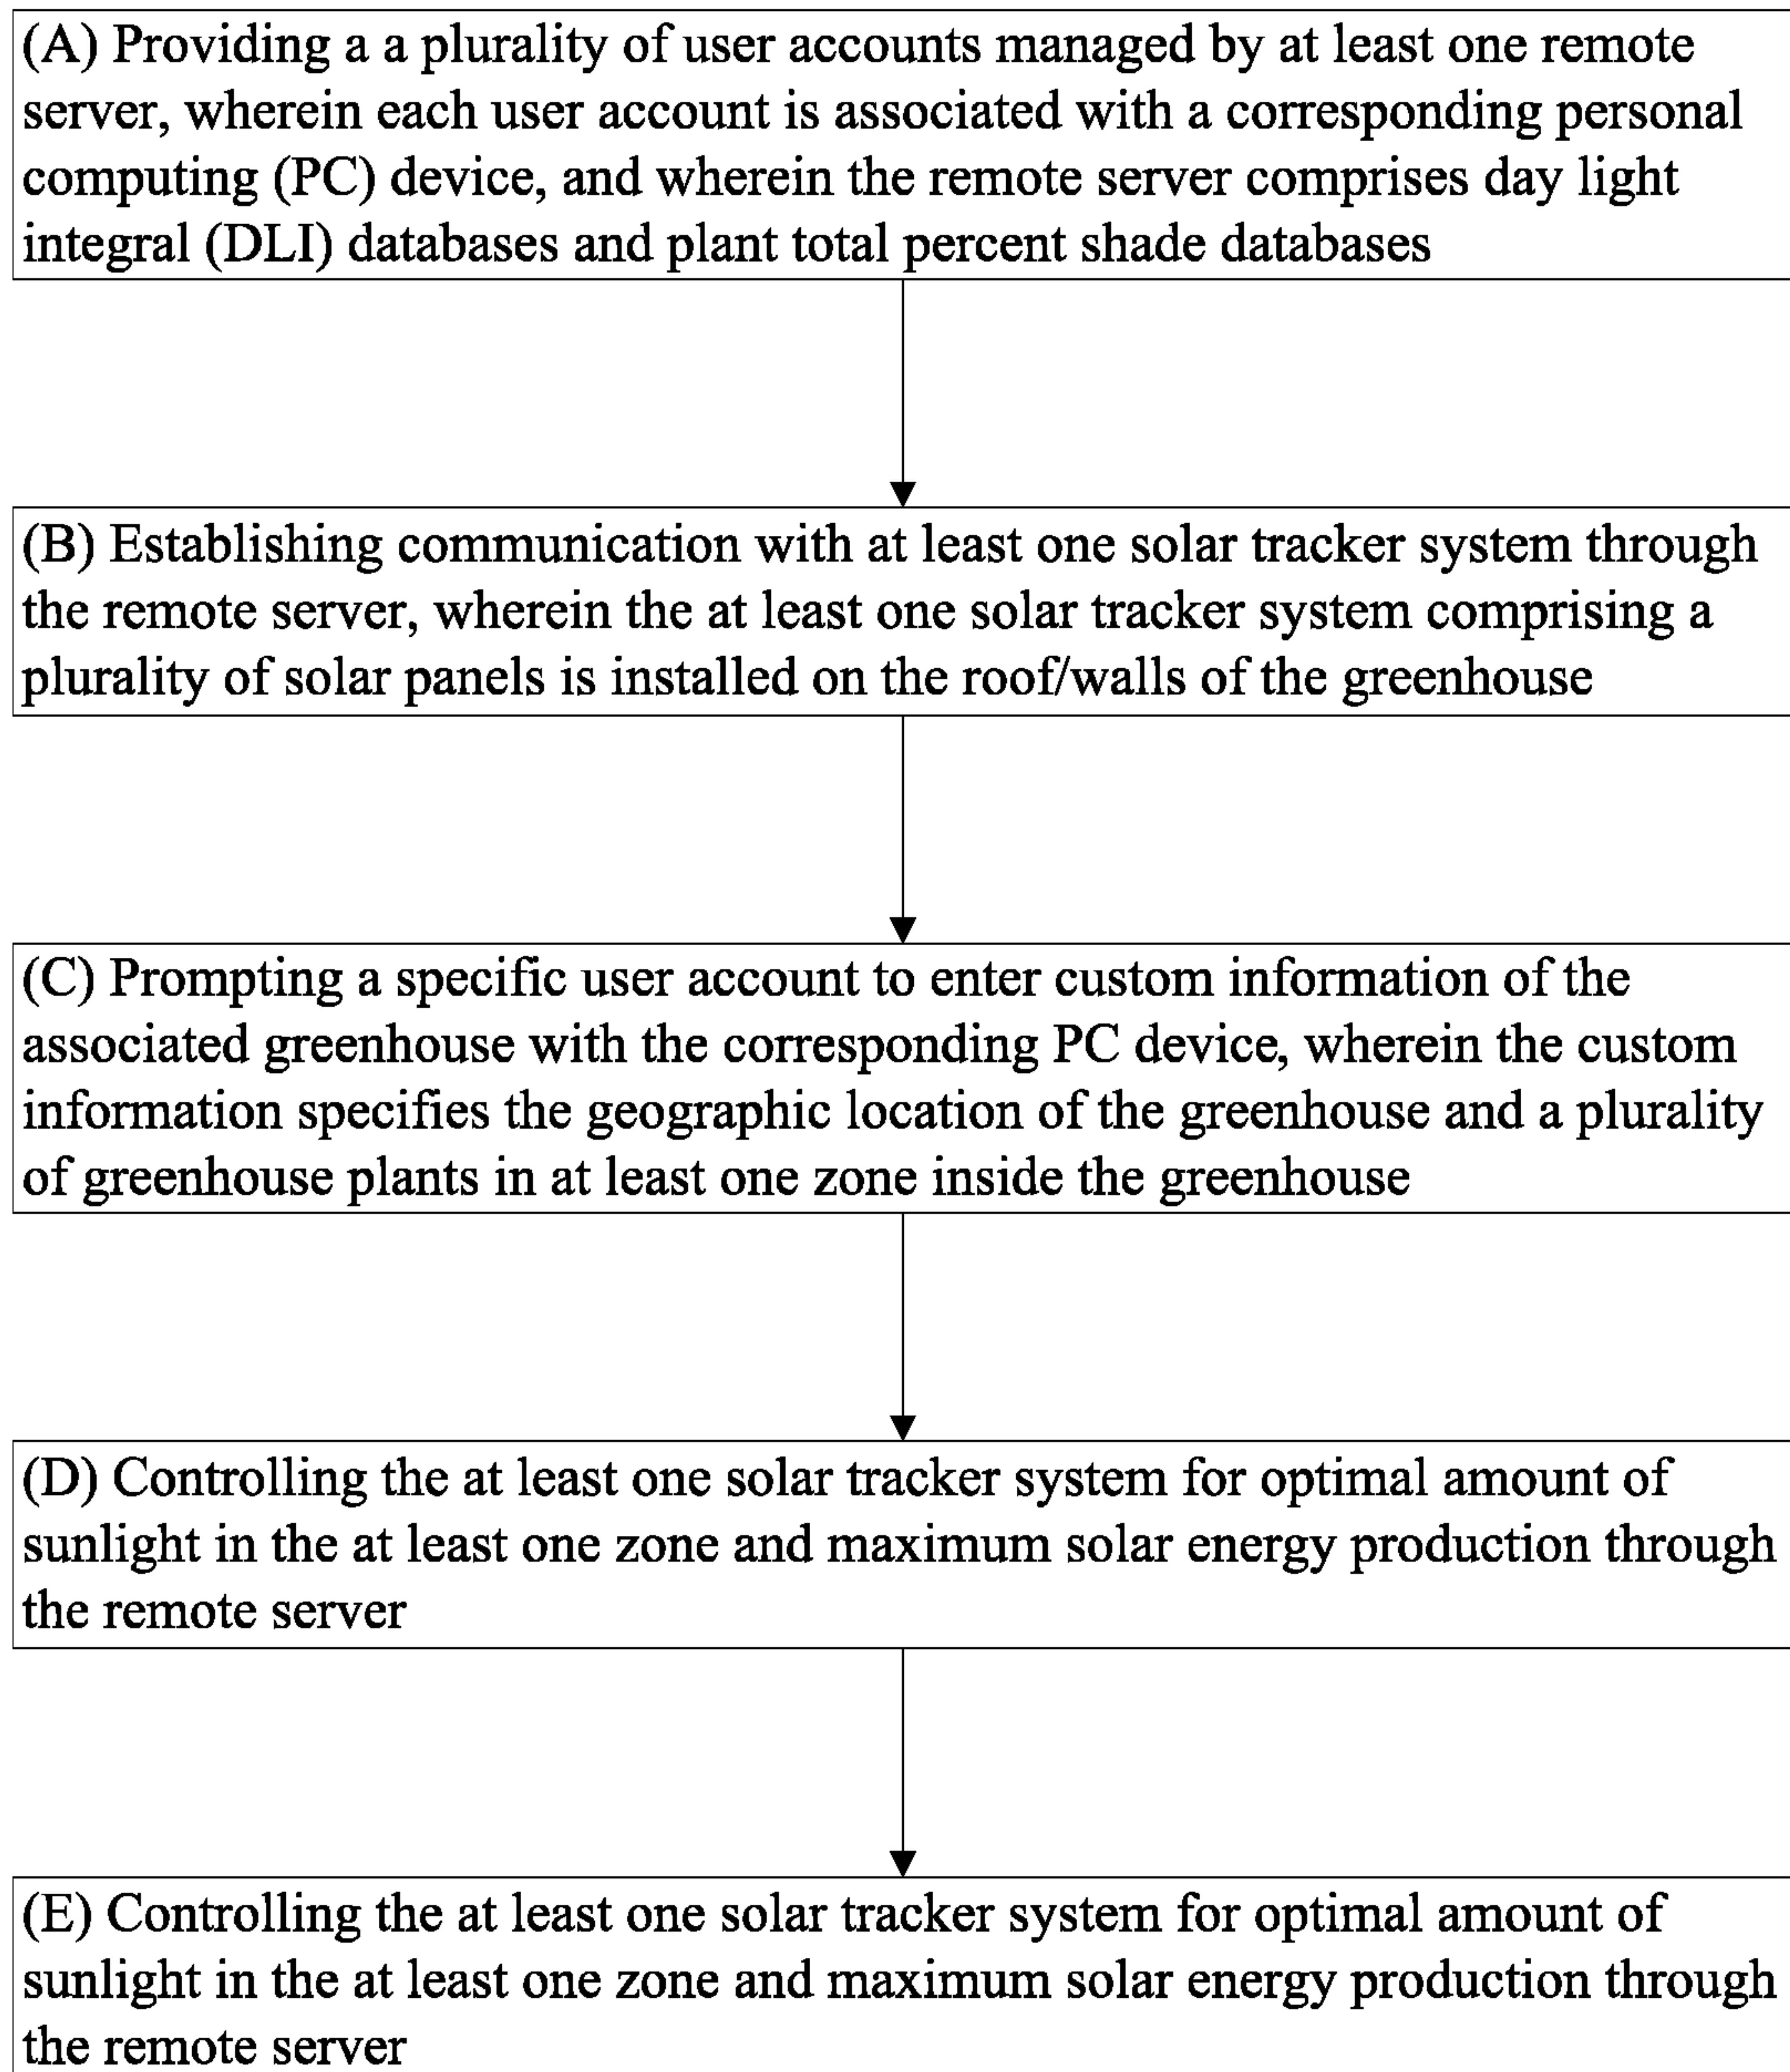 (A) Providing a a plurality of user accounts managed by at least one remote
server, wherein each user account is associated with a corresponding personal
computing (PC) device, and wherein the remote server comprises day light
integral (DLI) databases and plant total percent shade databases
(B) Establishing communication with at least one solar tracker system through
the remote server, wherein the at least one solar tracker system comprising a
plurality of solar panels is installed on the roof/walls of the greenhouse
(C) Prompting a specific user account to enter custom information of the
associated greenhouse with the corresponding PC device, wherein the custom
information specifies the geographic location of the greenhouse and a plurality
of greenhouse plants in at least one zone inside the greenhouse
(D) Controlling the at least one solar tracker system for optimal amount of
sunlight in the at least one zone and maximum solar energy production through
the remote server
(E) Controlling the at least one solar tracker system for optimal amount of
sunlight in the at least one zone and maximum solar energy production through
the remote server